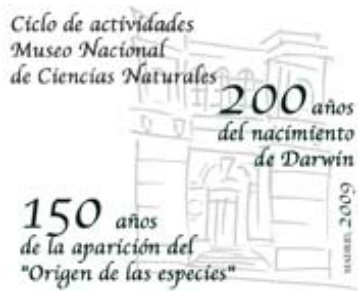 Ciclo de actividades
Museo Nacional
de Ciencias Naturales
200 años
del nacimiento
de Darwin
150 años
de la aparición del
"Origen de las especies"
MADRID, 2009